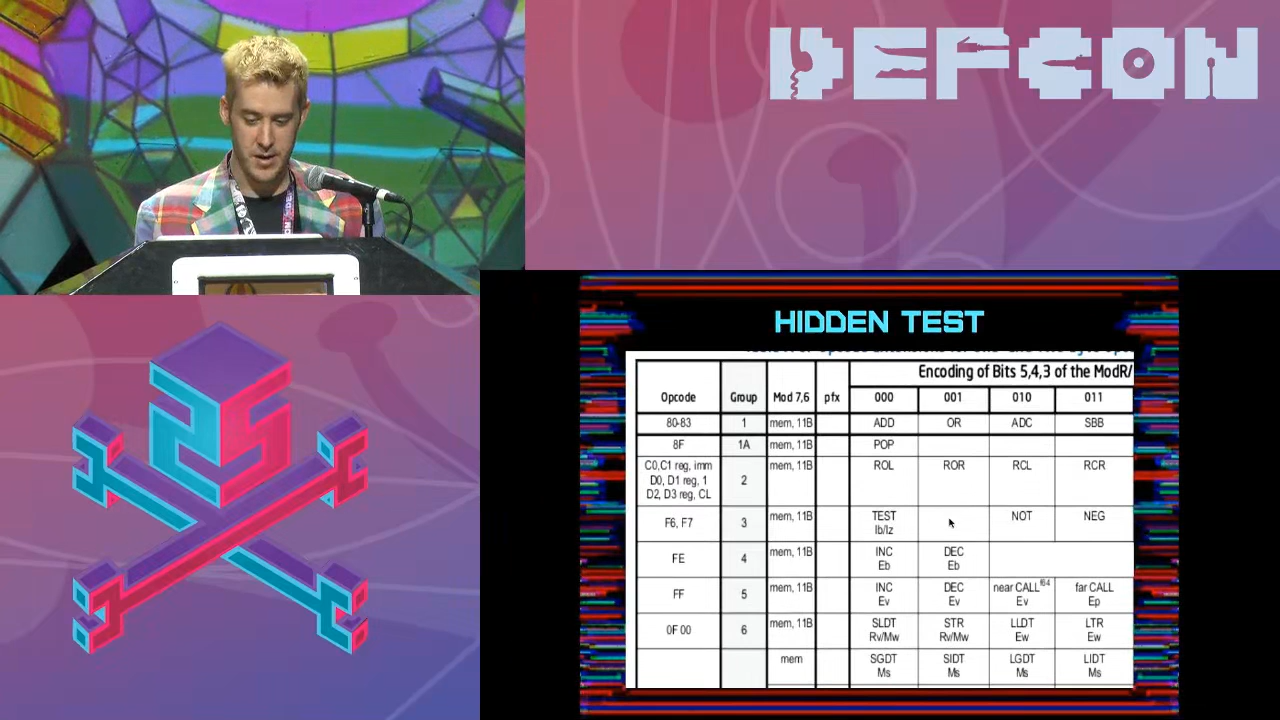 DEFCON
HIDDEN TEST
Encoding of Bits 5,4,3 of the ModR/
Opcode Group Mod 7,6 pfx 000 001 010 011
80-83 1 mem, 11B ADD OR ADC SBB
8F 1A mem, 11B POP
C0,C1 reg, imm
D0, D1 reg, 1
D2, D3 reg, CL
2 mem, 11B ROL ROR RCL RCR
F6, F7 3 mem, 11B TEST
Ib/Iz
NOT NEG
FE 4 mem, 11B INC
Eb
DEC
Eb
FF 5 mem, 11B INC
Ev
DEC
Ev
near CALL f64
Ev
far CALL
Ep
0F 00 6 mem, 11B SLDT
Rv/Mw
STR
Rv/Mw
LLDT
Ew
LTR
Ew
mem SGDT
Ms
SIDT
Ms
LGDT
Ms
LIDT
Ms